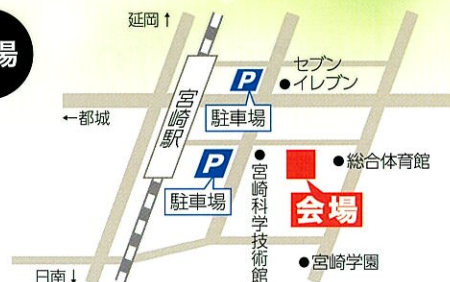 場
延岡↑
セブン
イレブン
P
駐車場
←都城
宮崎駅
P
駐車場
宮崎科学技術館
総合体育館
会場
宮崎学園
日南↓